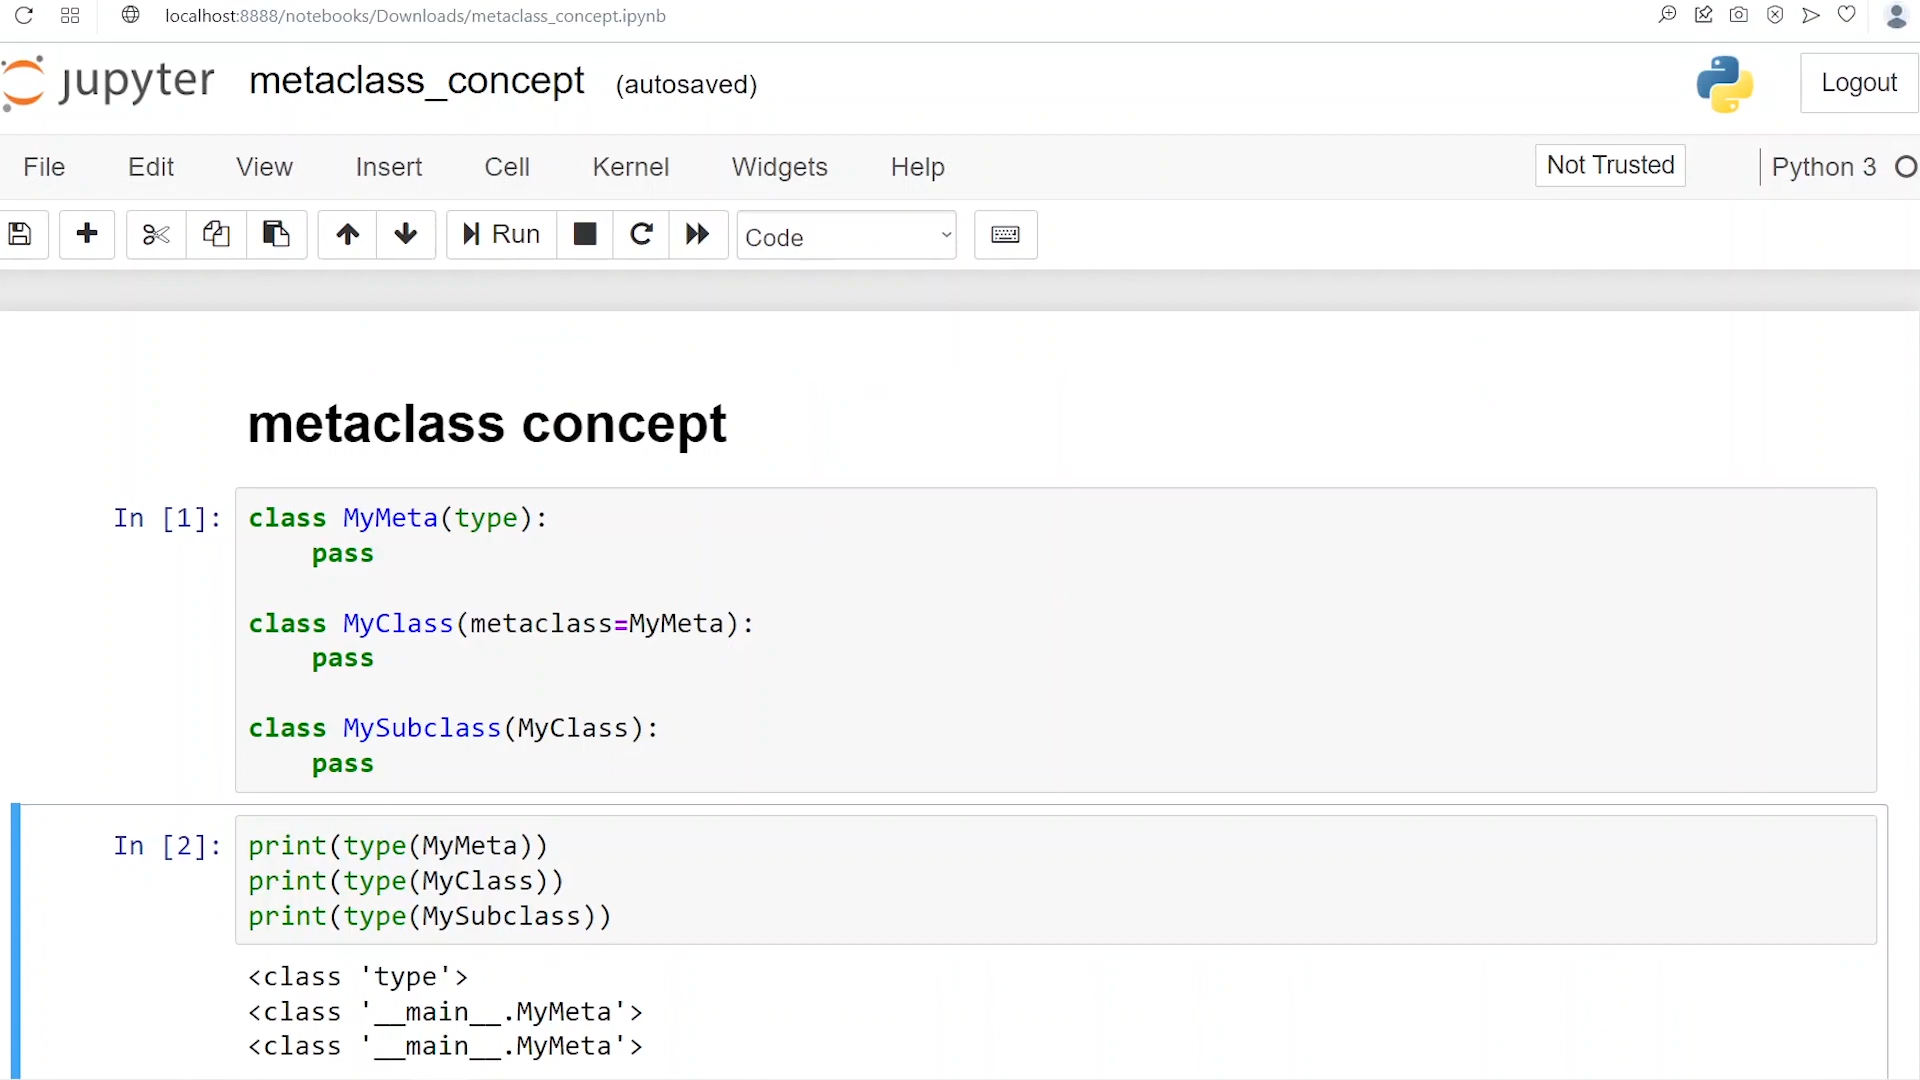 localhost:8888/notebooks/Downloads/metaclass_concept.ipynb
jupyter metaclass_concept (autosaved) Logout
File Edit View Insert Cell Kernel Widgets Help Not Trusted Python 3
Run Code
metaclass concept
In [1]: class MyMeta(type):
    pass
class MyClass(metaclass=MyMeta):
    pass
class MySubclass(MyClass):
    pass
In [2]: print(type(MyMeta))
print(type(MyClass))
print(type(MySubclass))
<class 'type'>
<class '__main__.MyMeta'>
<class '__main__.MyMeta'>